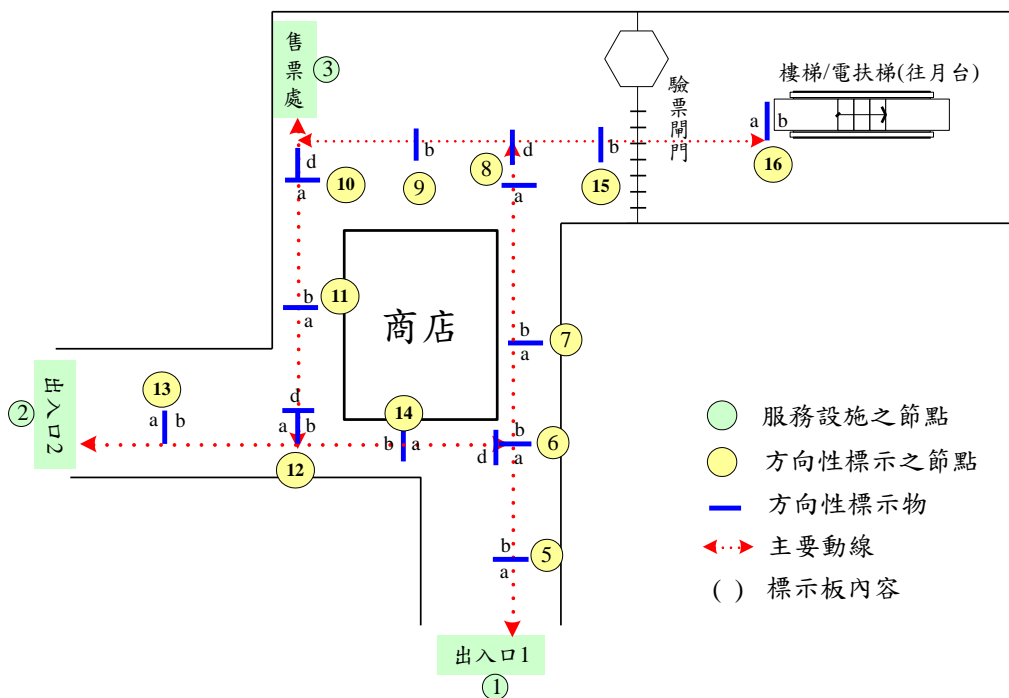 售票處
3
樓梯/電扶梯(往月台)
驗票閘門
a
b
16
d
10
a
b
9
d
8
a
b
15
b
11
a
商店
b
7
a
出入口2
2
13
a
b
d
a
b
12
14
b
a
b
6
d
a
b
5
a
出入口1
1
服務設施之節點
方向性標示之節點
方向性標示物
主要動線
( ) 標示板內容